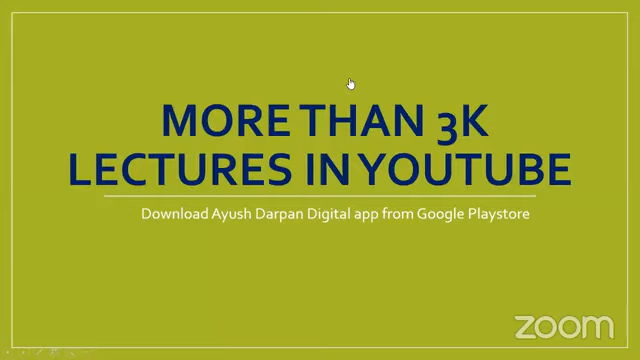 MORE THAN 3K
LECTURES IN YOUTUBE
Download Ayush Darpan Digital app from Google Playstore
zoom